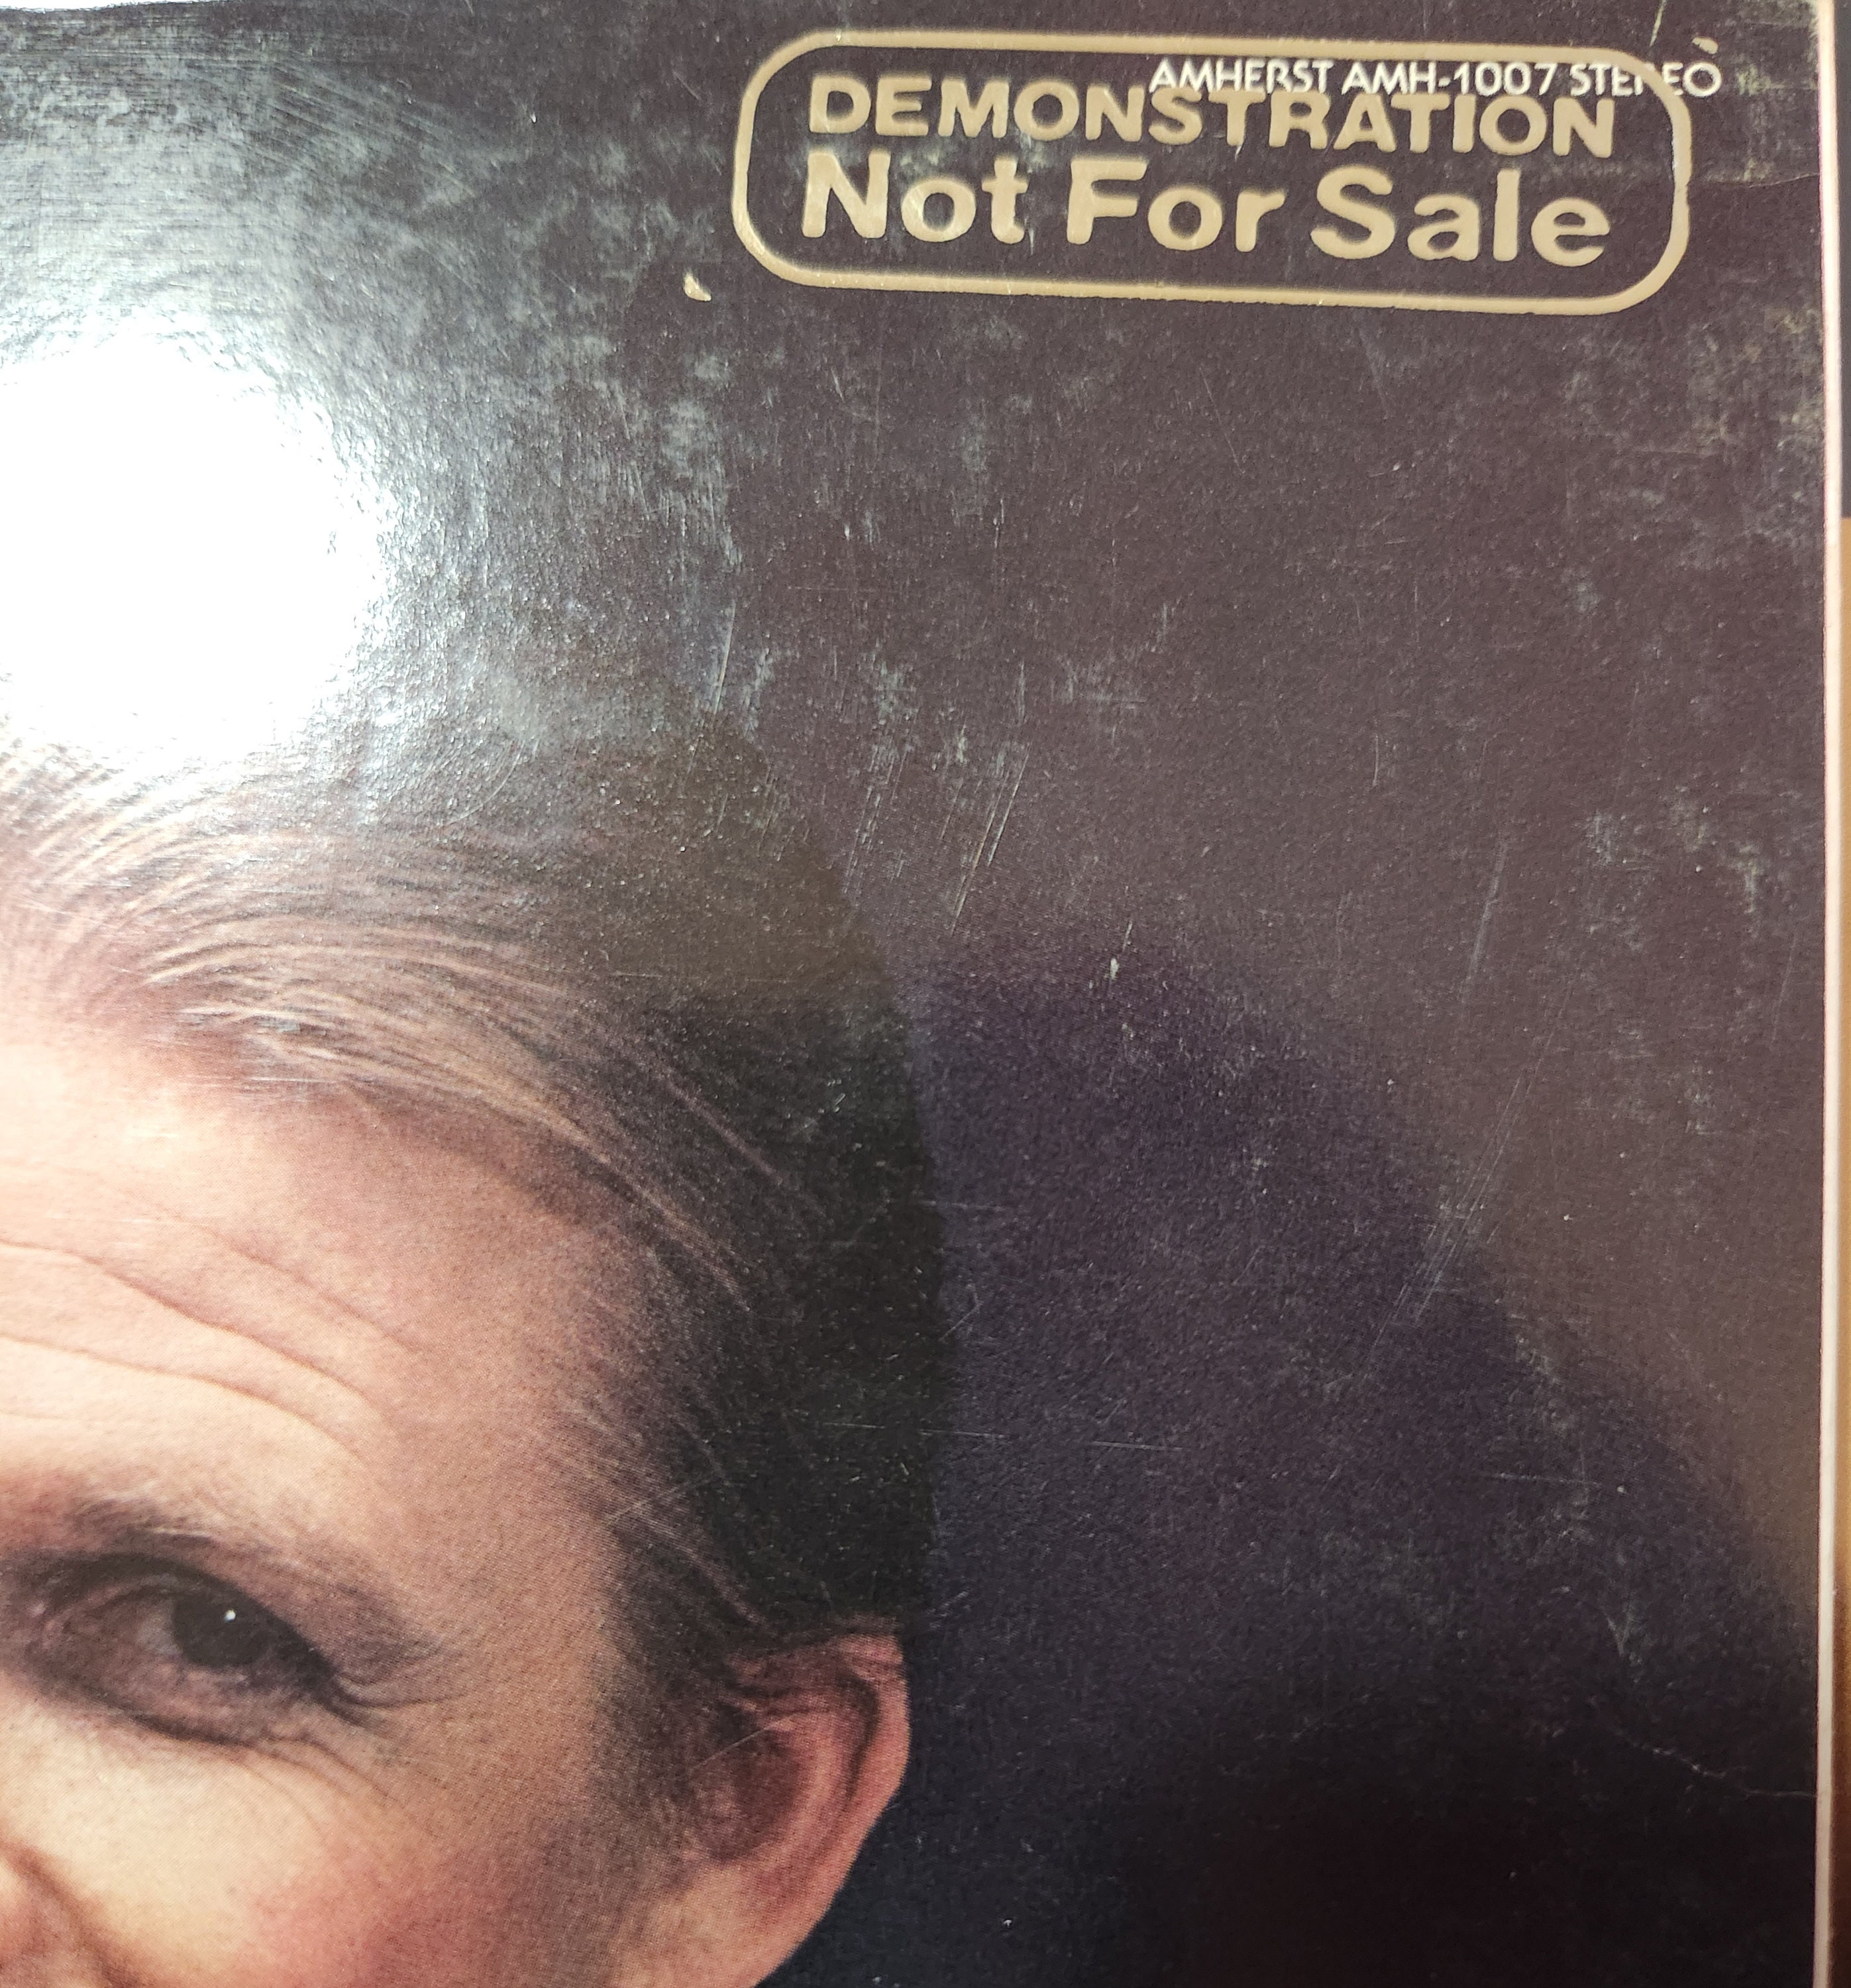 AMHERST AMH-1007 STEREO
DEMONSTRATION
Not For Sale